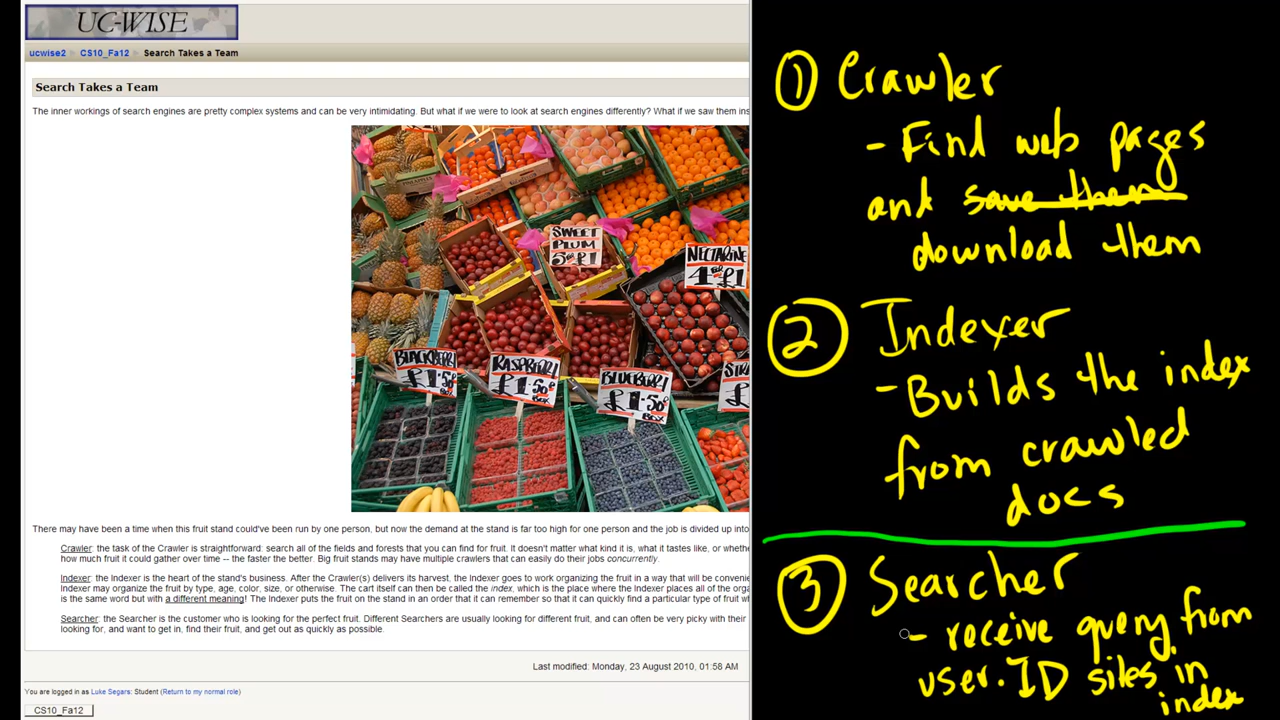 UC-WISE
ucwise2 CS10_Fa12 Search Takes a Team
Search Takes a Team
The inner workings of search engines are pretty complex systems and can be very intimidating. But what if we were to look at search engines differently? What if we saw them ins
SWEET PLUM 5 £1
NECTARINE 4 £1
BLACKBERRY £1.50
RASPBERRI £1.50 BOX
BLUEBERRI £1.50 BOX
STR
£
There may have been a time when this fruit stand could've been run by one person, but now the demand at the stand is far too high for one person and the job is divided up into
Crawler: the task of the Crawler is straightforward: search all of the fields and forests that you can find for fruit. It doesn't matter what kind it is, what it tastes like, or whethe
how much fruit it could gather over time -- the faster the better. Big fruit stands may have multiple crawlers that can easily do their jobs concurrently.
Indexer: the Indexer is the heart of the stand's business. After the Crawler(s) delivers its harvest, the Indexer goes to work organizing the fruit in a way that will be convenie
Indexer may organize the fruit by type, age, color, size, or otherwise. The cart itself can then be called the index, which is the place where the Indexer places all of the orga
is the same word but with a different meaning! The Indexer puts the fruit on the stand in an order that it can remember so that it can quickly find a particular type of fruit w
Searcher: the Searcher is the customer who is looking for the perfect fruit. Different Searchers are usually looking for different fruit, and can often be very picky with their
looking for, and want to get in, find their fruit, and get out as quickly as possible.
Last modified: Monday, 23 August 2010, 01:58 AM
You are logged in as Luke Segars: Student (Return to my normal role)
CS10_Fa12
① Crawler
- Find web pages
and save them
download them
② Indexer
- Builds the index
from crawled
docs
③ Searcher
- receive query from
user. ID sites in
index